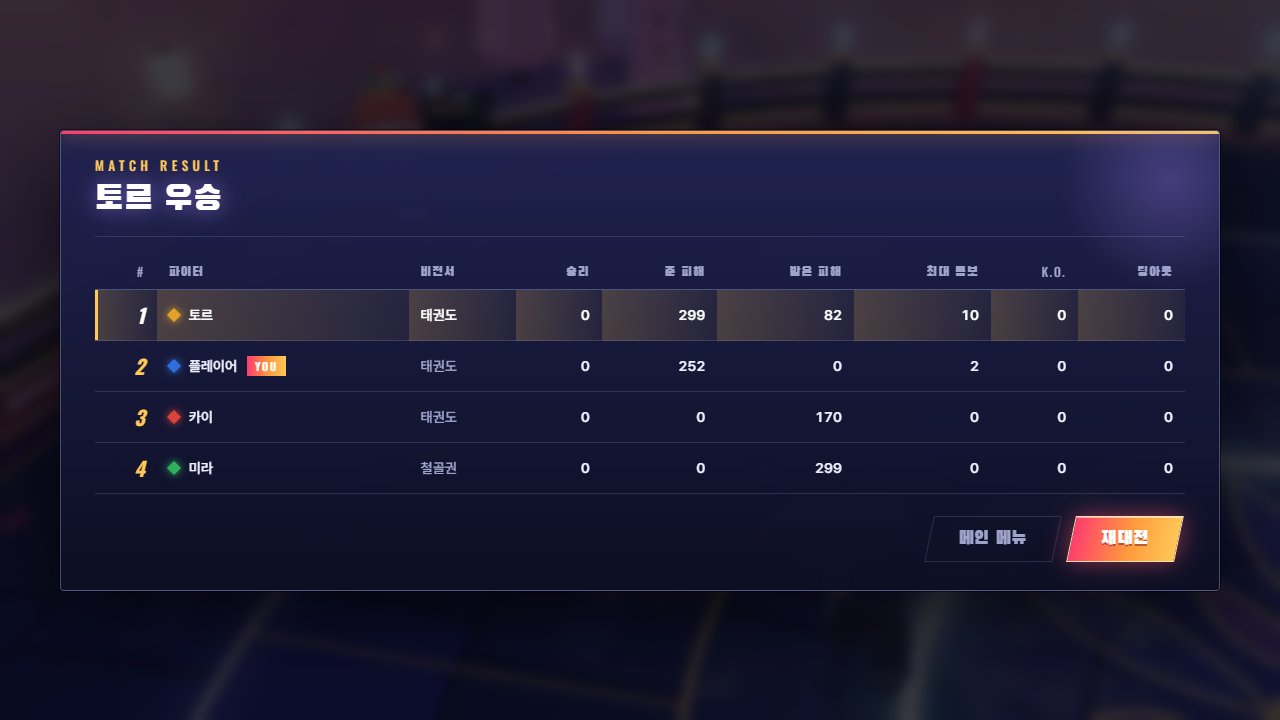 MATCH RESULT
토르 우승
# 파이터 비전서 승리 준 피해 받은 피해 최대 콤보 K.O. 링아웃
1 토르 태권도 0 299 82 10 0 0
2 플레이어 YOU 태권도 0 252 0 2 0 0
3 카이 태권도 0 0 170 0 0 0
4 미라 철골권 0 0 299 0 0 0
메인 메뉴 재대전